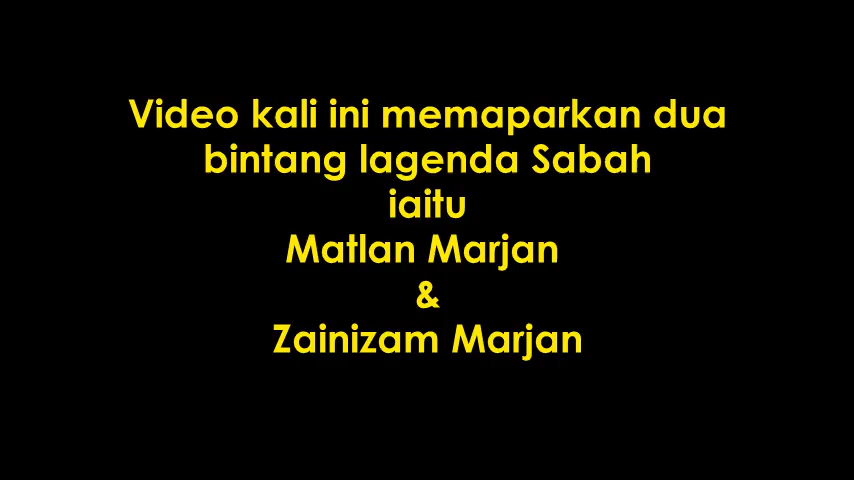 Video kali ini memaparkan dua
bintang lagenda Sabah
iaitu
Matlan Marjan
&
Zainizam Marjan